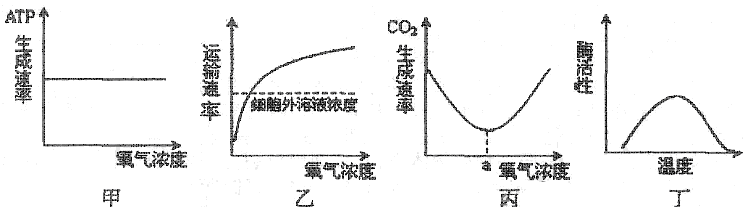 ATP
生成速率
氧气浓度
甲
运输速率
细胞外溶液浓度
氧气浓度
乙
CO₂
生成速率
a
氧气浓度
丙
酶活性
温度
丁